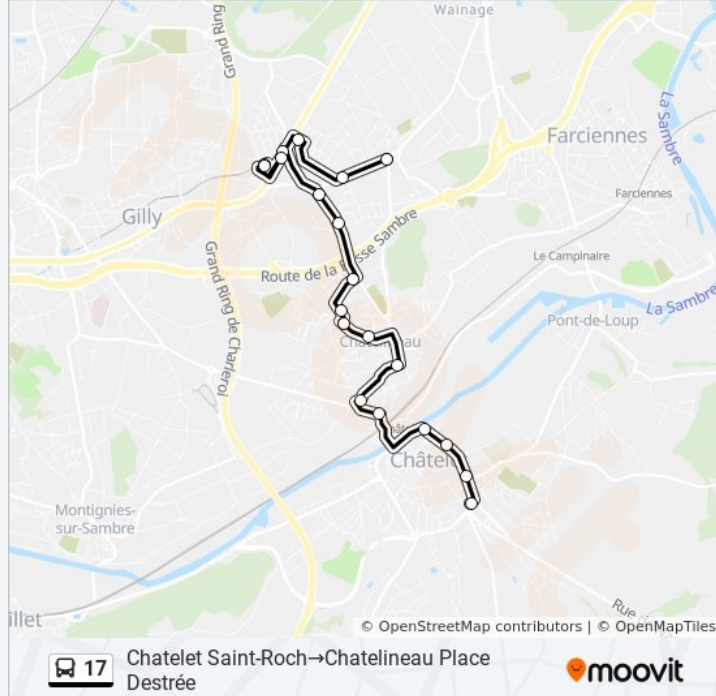 Wainage
Grand Ring
La Sambre
Farciennes
Farciennes
Gilly
Route de la Basse Sambre
Le Campinaire
Grand Ring de Charleroi
La Sambre
Pont-de-Loup
Châtelineau
Châtelet
Montignies-
sur-Sambre
© OpenStreetMap contributors | © OpenMapTiles
17
Chatelet Saint-Roch→Chatelineau Place
Destrée
moovit